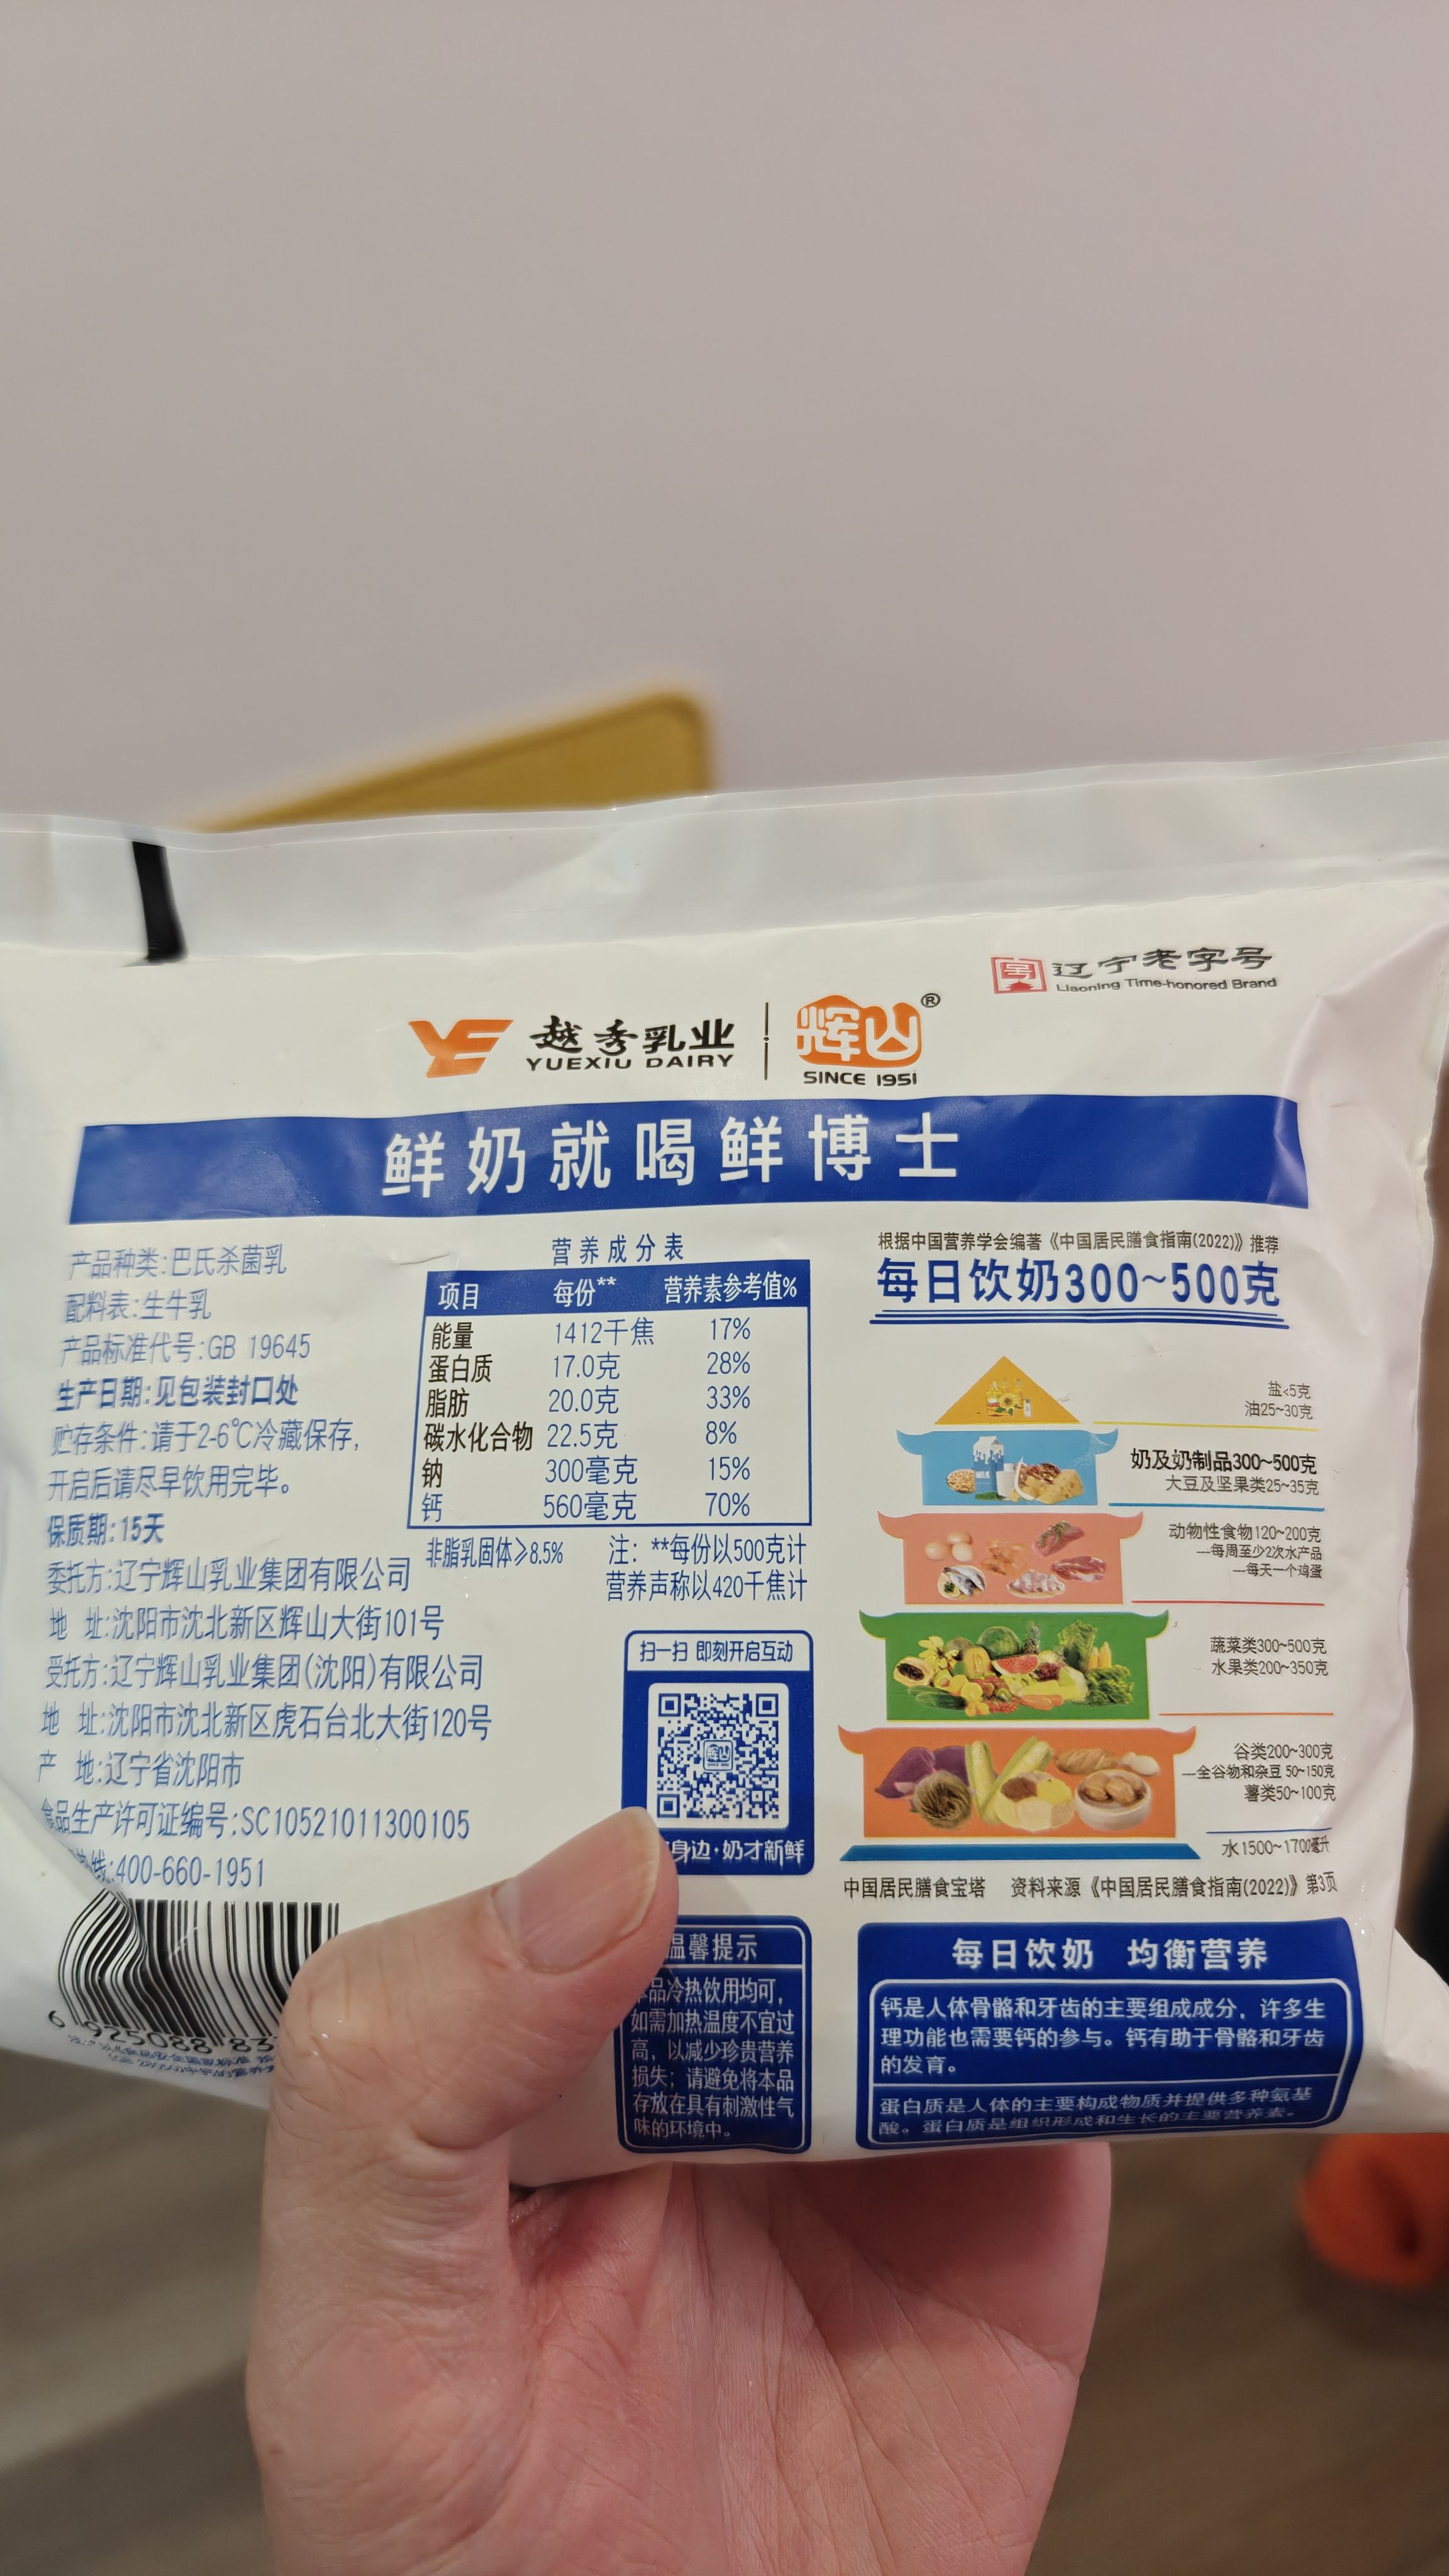 辽宁老字号
Liaoning Time-honored Brand
越秀乳业
YUEXIU DAIRY
辉山®
SINCE 1951
鲜奶就喝鲜博士
产品种类:巴氏杀菌乳
配料表:生牛乳
产品标准代号:GB 19645
生产日期:见包装封口处
贮存条件:请于2-6℃冷藏保存,
开启后请尽早饮用完毕。
保质期:15天
委托方:辽宁辉山乳业集团有限公司
地 址:沈阳市沈北新区辉山大街101号
受托方:辽宁辉山乳业集团(沈阳)有限公司
地 址:沈阳市沈北新区虎石台北大街120号
产 地:辽宁省沈阳市
食品生产许可证编号:SC10521011300105
热线:400-660-1951
6 925088 83
营养成分表
项目 每份** 营养素参考值%
能量 1412千焦 17%
蛋白质 17.0克 28%
脂肪 20.0克 33%
碳水化合物 22.5克 8%
钠 300毫克 15%
钙 560毫克 70%
非脂乳固体≥8.5% 注: **每份以500克计
营养声称以420千焦计
扫一扫 即刻开启互动
辉山
身边·奶才新鲜
温馨提示
品冷热饮用均可,
如需加热温度不宜过
高, 以减少珍贵营养
损失; 请避免将本品
存放在具有刺激性气
味的环境中。
根据中国营养学会编著《中国居民膳食指南(2022)》推荐
每日饮奶300~500克
盐<5克
油25~30克
奶及奶制品300~500克
大豆及坚果类25~35克
动物性食物120~200克
—每周至少2次水产品
—每天一个鸡蛋
蔬菜类300~500克
水果类200~350克
谷类200~300克
—全谷物和杂豆 50~150克
薯类50~100克
水1500~1700毫升
中国居民膳食宝塔 资料来源《中国居民膳食指南(2022)》第3页
每日饮奶 均衡营养
钙是人体骨骼和牙齿的主要组成成分, 许多生
理功能也需要钙的参与。钙有助于骨骼和牙齿
的发育。
蛋白质是人体的主要构成物质并提供多种氨基
酸。蛋白质是组织形成和生长的主要营养素。